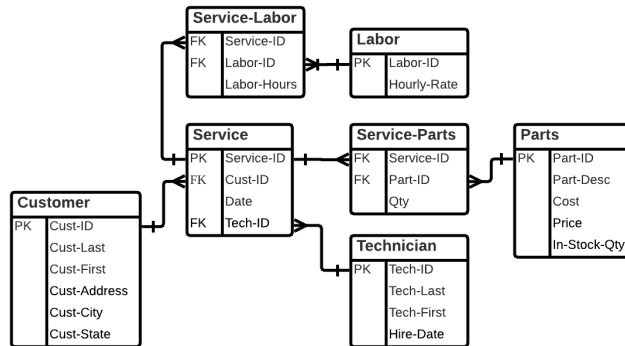 Service-Labor
FK Service-ID
FK Labor-ID
Labor-Hours
Labor
PK Labor-ID
Hourly-Rate
Service
PK Service-ID
FK Cust-ID
Date
FK Tech-ID
Service-Parts
FK Service-ID
FK Part-ID
Qty
Parts
PK Part-ID
Part-Desc
Cost
Price
In-Stock-Qty
Customer
PK Cust-ID
Cust-Last
Cust-First
Cust-Address
Cust-City
Cust-State
Technician
PK Tech-ID
Tech-Last
Tech-First
Hire-Date